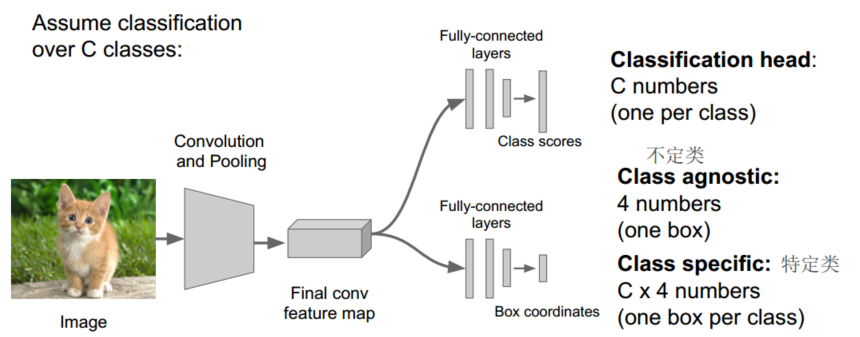 Assume classification
over C classes:
Convolution
and Pooling
Image
Final conv
feature map
Fully-connected
layers
Class scores
Fully-connected
layers
Box coordinates
Classification head:
C numbers
(one per class)
不定类
Class agnostic:
4 numbers
(one box)
Class specific: 特定类
C x 4 numbers
(one box per class)